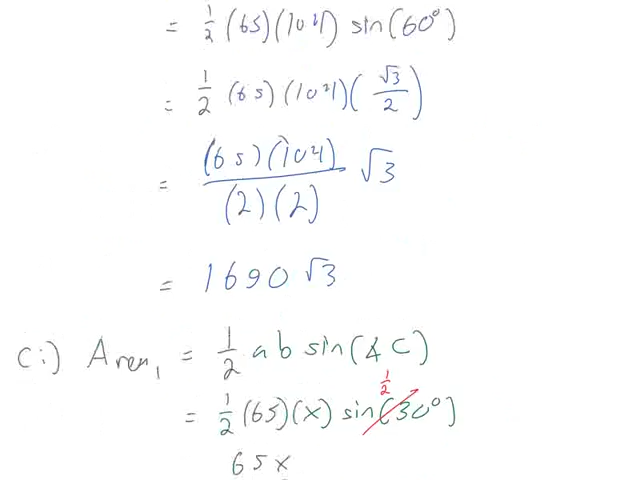 = 1/2 (65)(104) sin(60°)
= 1/2 (65)(104)(√3/2)
= (65)(104)/(2)(2) √3
= 1690 √3
ci) Area₁ = 1/2 a b sin(∡ C)
1/2
= 1/2 (65)(x) sin(30°)
65x